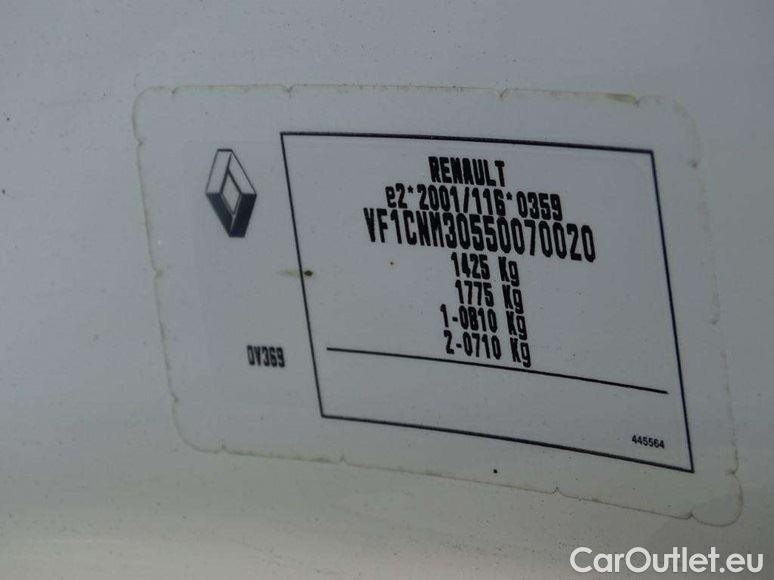 RENAULT
e2*2001/116*0359
VF1CNM30550070020
1425 Kg
1775 Kg
1-0810 Kg
2-0710 Kg
DV369
445564
CarOutlet.eu